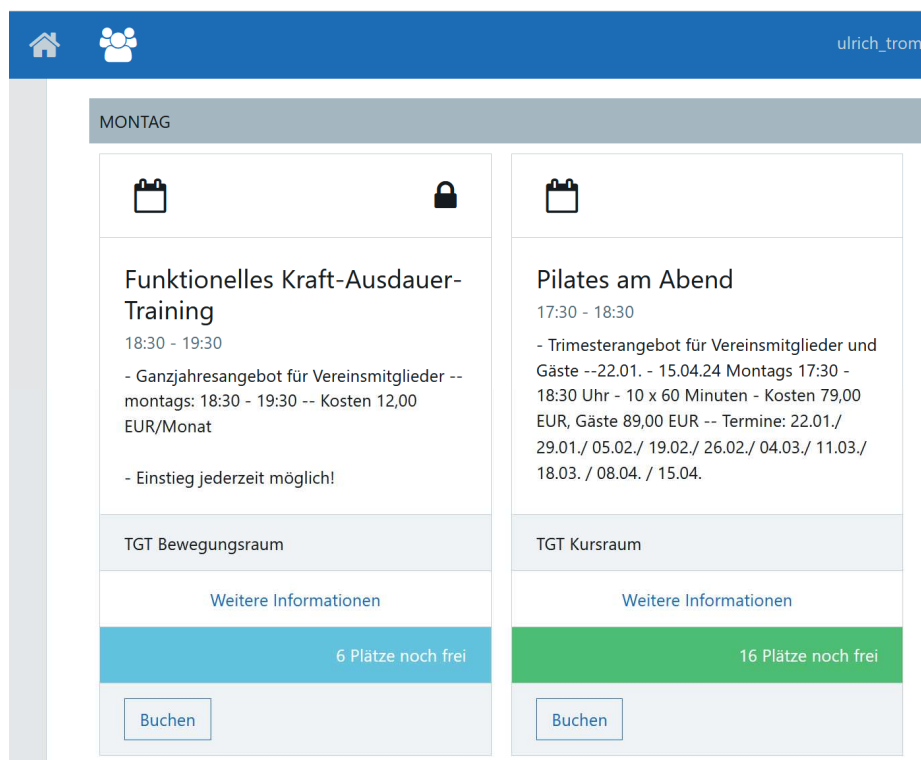 ulrich_trom
MONTAG
Funktionelles Kraft-Ausdauer-
Training
18:30 - 19:30
- Ganzjahresangebot für Vereinsmitglieder --
montags: 18:30 - 19:30 -- Kosten 12,00
EUR/Monat
- Einstieg jederzeit möglich!
TGT Bewegungsraum
Weitere Informationen
6 Plätze noch frei
Buchen
Pilates am Abend
17:30 - 18:30
- Trimesterangebot für Vereinsmitglieder und
Gäste --22.01. - 15.04.24 Montags 17:30 -
18:30 Uhr - 10 x 60 Minuten - Kosten 79,00
EUR, Gäste 89,00 EUR -- Termine: 22.01./
29.01./ 05.02./ 19.02./ 26.02./ 04.03./ 11.03./
18.03. / 08.04. / 15.04.
TGT Kursraum
Weitere Informationen
16 Plätze noch frei
Buchen